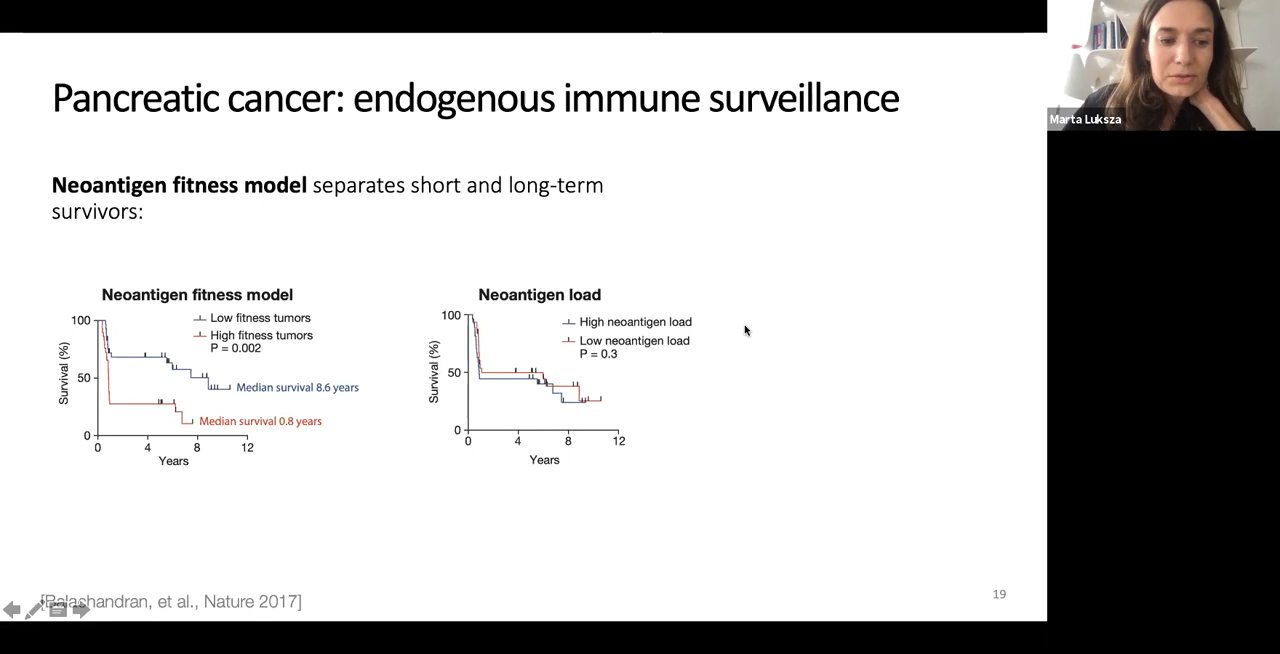 Pancreatic cancer: endogenous immune surveillance
Marta Luksza
Neoantigen fitness model separates short and long-term
survivors:
Neoantigen fitness model
Low fitness tumors
High fitness tumors
P = 0.002
100
50
0
Survival (%)
Median survival 8.6 years
Median survival 0.8 years
0 4 8 12
Years
Neoantigen load
High neoantigen load
Low neoantigen load
P = 0.3
100
50
0
Survival (%)
0 4 8 12
Years
[Balashandran, et al., Nature 2017]
19